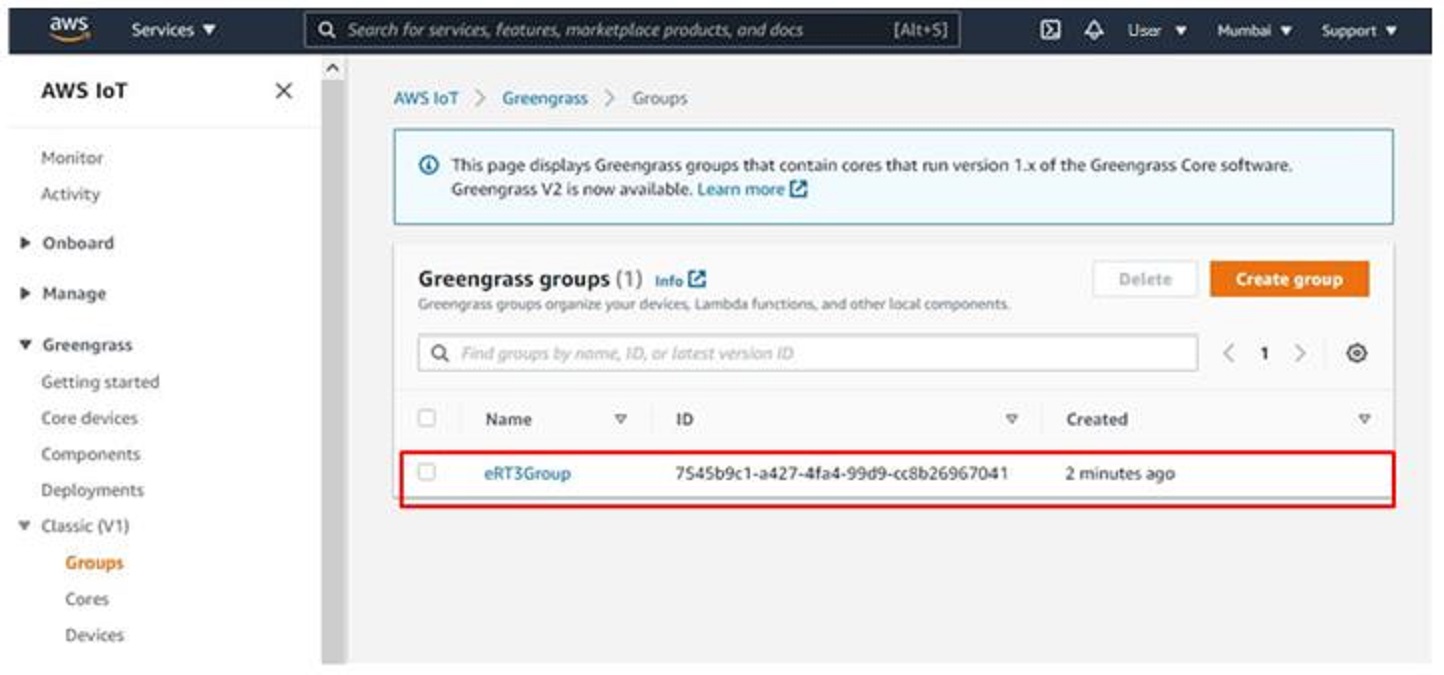 aws Services Search for services, features, marketplace products, and docs [Alt+S] User Mumbai Support
AWS IoT
Monitor
Activity
Onboard
Manage
Greengrass
Getting started
Core devices
Components
Deployments
Classic (V1)
Groups
Cores
Devices
AWS IoT > Greengrass > Groups
This page displays Greengrass groups that contain cores that run version 1.x of the Greengrass Core software.
Greengrass V2 is now available. Learn more
Greengrass groups (1) Info Delete Create group
Greengrass groups organize your devices, Lambda functions, and other local components.
Find groups by name, ID, or latest version ID 1
Name ID Created
eRT3Group 7545b9c1-a427-4fa4-99d9-cc8b26967041 2 minutes ago